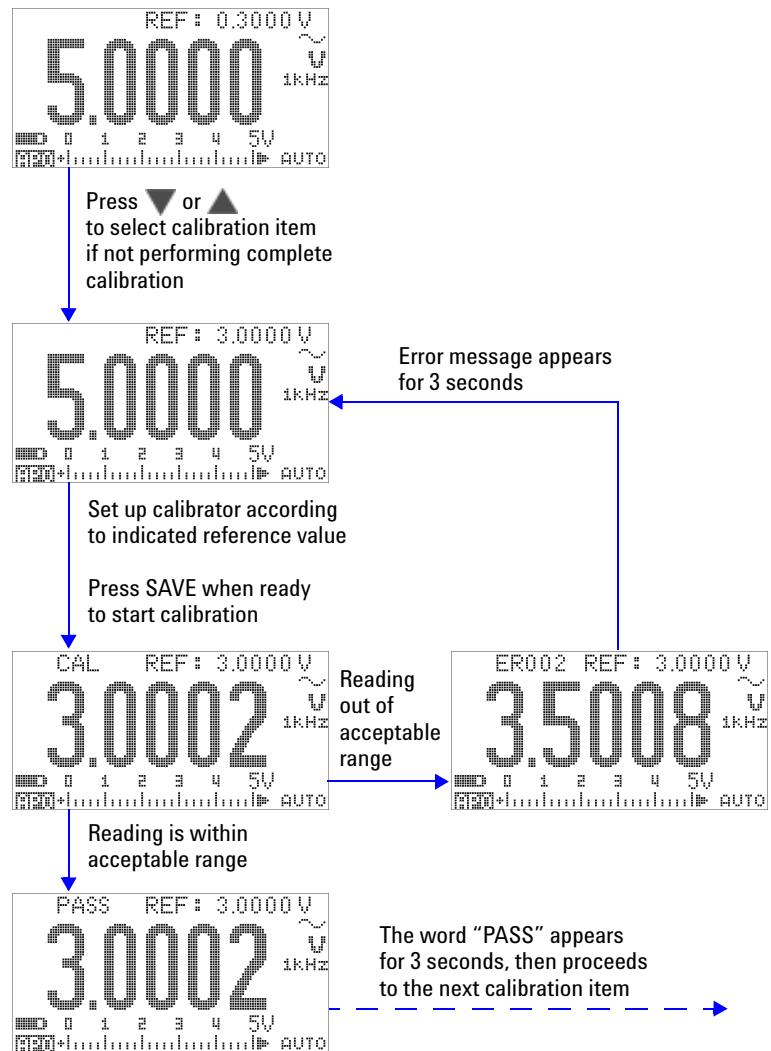 REF: 0.3000 V
5.0000
V
1kHz
0 1 2 3 4 5V
APO AUTO
Press ▼ or ▲
to select calibration item
if not performing complete
calibration
REF: 3.0000 V
5.0000
V
1kHz
0 1 2 3 4 5V
APO AUTO
Error message appears
for 3 seconds
Set up calibrator according
to indicated reference value
Press SAVE when ready
to start calibration
CAL REF: 3.0000 V
3.0002
V
1kHz
0 1 2 3 4 5V
APO AUTO
Reading
out of
acceptable
range
ER002 REF: 3.0000 V
3.5008
V
1kHz
0 1 2 3 4 5V
APO AUTO
Reading is within
acceptable range
PASS REF: 3.0000 V
3.0002
V
1kHz
0 1 2 3 4 5V
APO AUTO
The word “PASS” appears
for 3 seconds, then proceeds
to the next calibration item